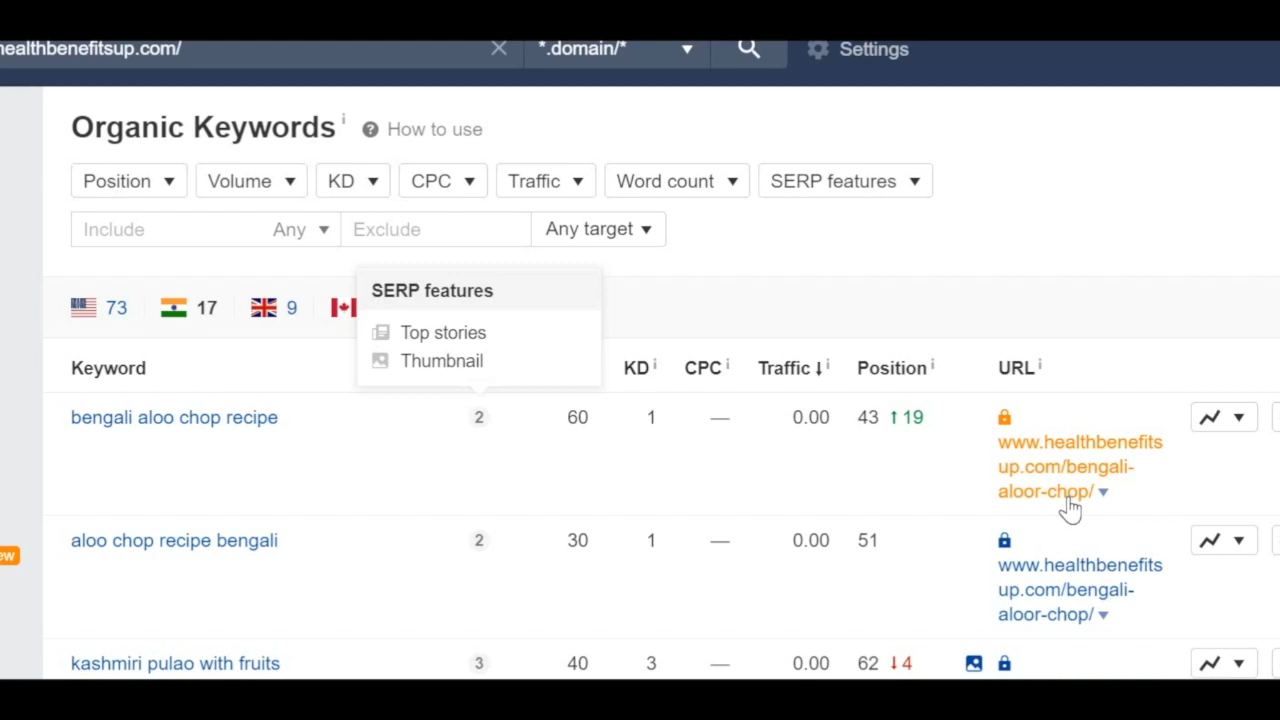 healthbenefitsup.com/ × *.domain/* Settings
Organic Keywords i ? How to use
Position Volume KD CPC Traffic Word count SERP features
Include Any Exclude Any target
73 17 9
SERP features
Top stories
Thumbnail
Keyword KD i CPC i Traffic ↓ i Position i URL i
bengali aloo chop recipe 2 60 1 — 0.00 43 ↑19
www.healthbenefits
up.com/bengali-
aloor-chop/
aloo chop recipe bengali 2 30 1 — 0.00 51
www.healthbenefits
up.com/bengali-
aloor-chop/
ew
kashmiri pulao with fruits 3 40 3 — 0.00 62 ↓4